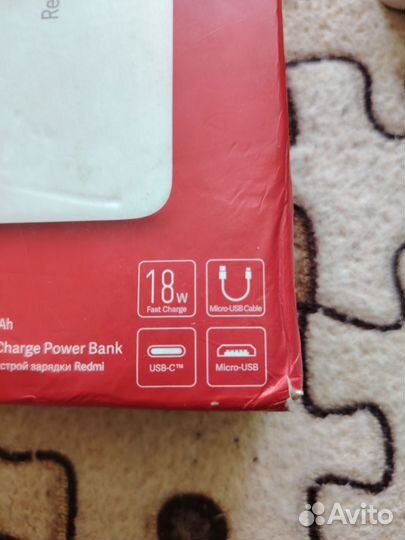 Re
18W
Fast Charge
Micro-USB Cable
Ah
Charge Power Bank
строй зарядки Redmi
USB-C™
Micro-USB
Avito